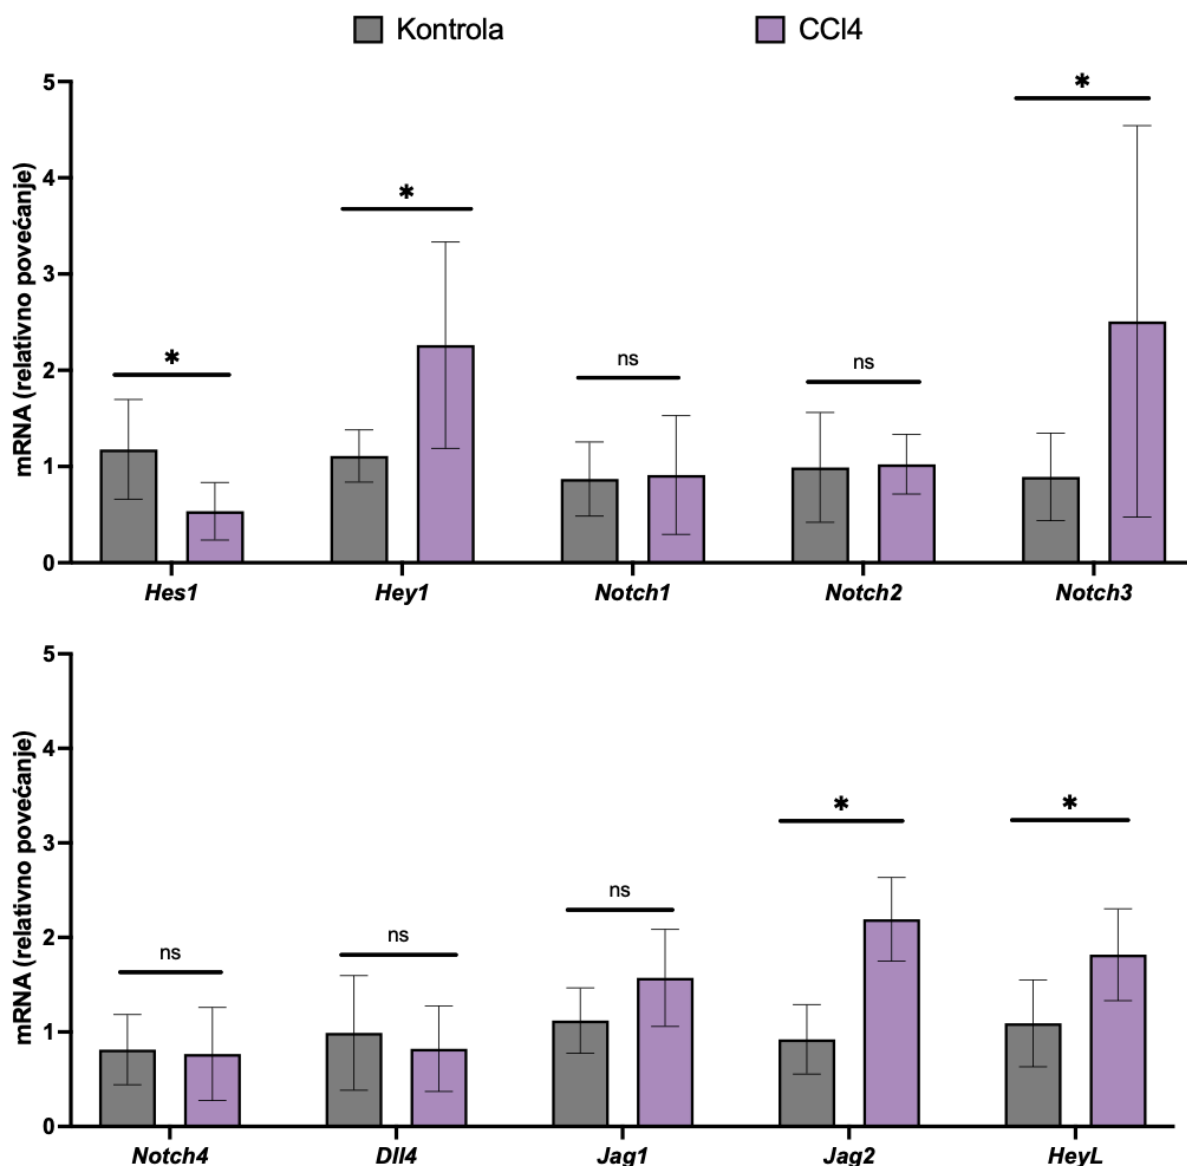 Kontrola CCl4
mRNA (relativno povećanje)
5
4
3
2
1
0
*
*
ns
ns
*
Hes1 Hey1 Notch1 Notch2 Notch3
mRNA (relativno povećanje)
5
4
3
2
1
0
ns
ns
ns
*
*
Notch4 Dll4 Jag1 Jag2 HeyL